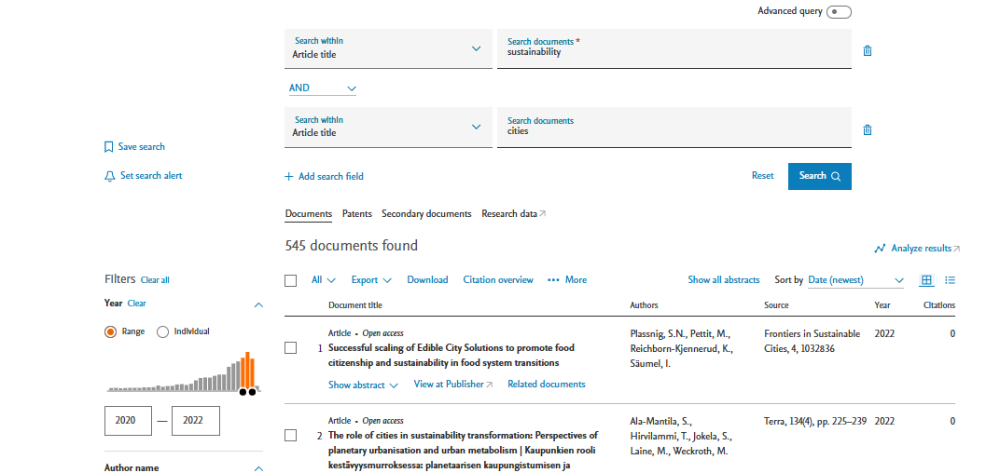 Advanced query
Search within
Article title
Search documents *
sustainability
AND
Search within
Article title
Search documents
cities
Save search
Set search alert
+ Add search field
Reset
Search
Documents
Patents
Secondary documents
Research data
545 documents found
Analyze results
Filters Clear all
Year Clear
Range
Individual
2020 — 2022
Author name
All
Export
Download
Citation overview
••• More
Show all abstracts
Sort by Date (newest)
Document title
Authors
Source
Year
Citations
Article • Open access
1 Successful scaling of Edible City Solutions to promote food
citizenship and sustainability in food system transitions
Plassnig, S.N., Pettit, M.,
Reichborn-Kjennerud, K.,
Säumel, I.
Frontiers in Sustainable
Cities, 4, 1032836
2022
0
Show abstract
View at Publisher
Related documents
Article • Open access
2 The role of cities in sustainability transformation: Perspectives of
planetary urbanisation and urban metabolism | Kaupunkien rooli
kestävyysmurroksessa: planetaarisen kaupungistumisen ja
Ala-Mantila, S.,
Hirvilammi, T., Jokela, S.,
Laine, M., Weckroth, M.
Terra, 134(4), pp. 225–239
2022
0